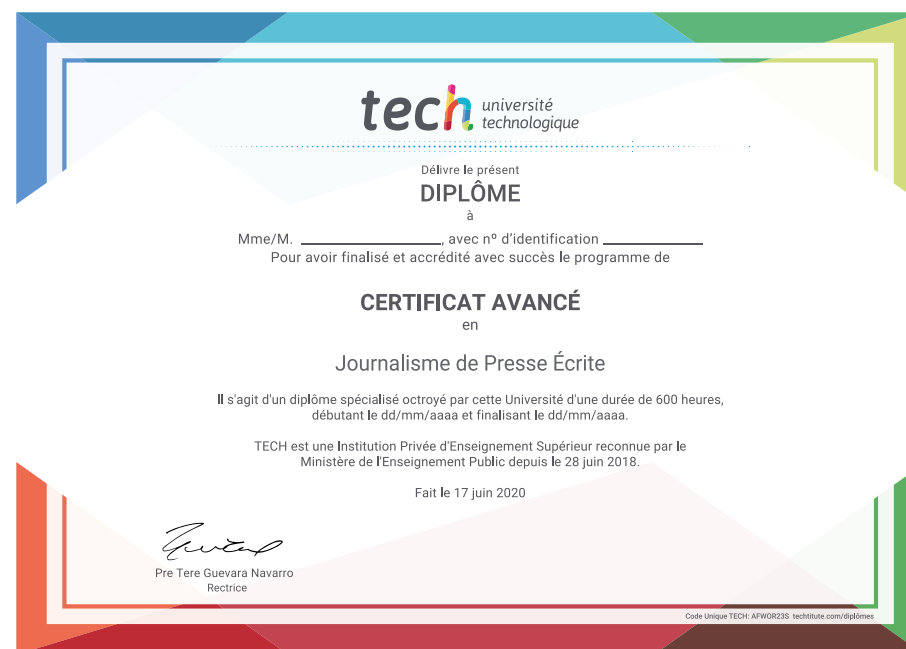 tech université
technologique
Délivre le présent
DIPLÔME
à
Mme/M. ____________________, avec nº d'identification ______________
Pour avoir finalisé et accrédité avec succès le programme de
CERTIFICAT AVANCÉ
en
Journalisme de Presse Écrite
Il s'agit d'un diplôme spécialisé octroyé par cette Université d'une durée de 600 heures,
débutant le dd/mm/aaaa et finalisant le dd/mm/aaaa.
TECH est une Institution Privée d'Enseignement Supérieur reconnue par le
Ministère de l'Enseignement Public depuis le 28 juin 2018.
Fait le 17 juin 2020
Pre Tere Guevara Navarro
Rectrice
Code Unique TECH: AFWOR23S techtitute.com/diplômes